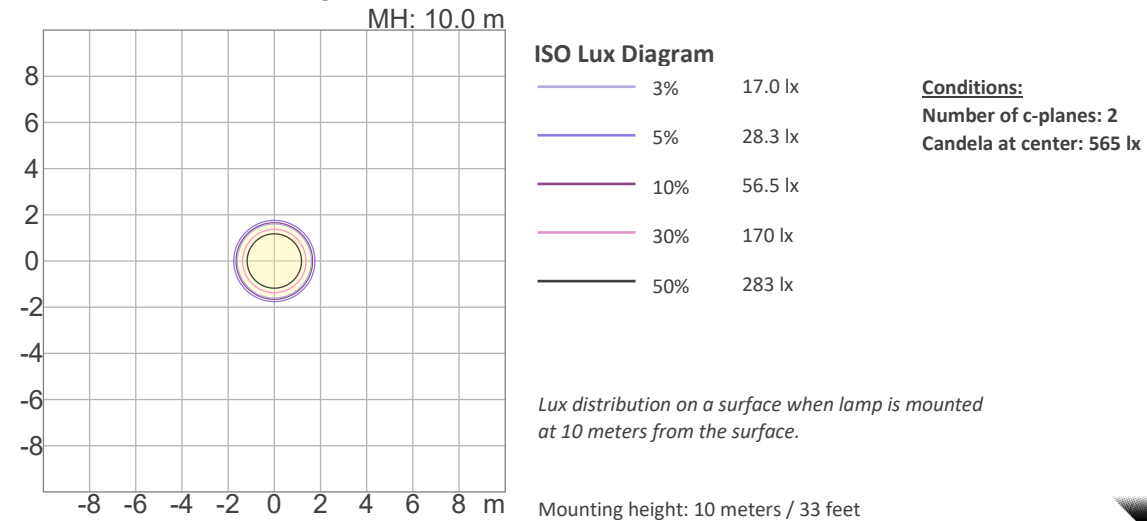 MH: 10.0 m
8
6
4
2
0
-2
-4
-6
-8
-8 -6 -4 -2 0 2 4 6 8 m
ISO Lux Diagram
3% 17.0 lx
5% 28.3 lx
10% 56.5 lx
30% 170 lx
50% 283 lx
Conditions:
Number of c-planes: 2
Candela at center: 565 lx
Lux distribution on a surface when lamp is mounted
at 10 meters from the surface.
Mounting height: 10 meters / 33 feet